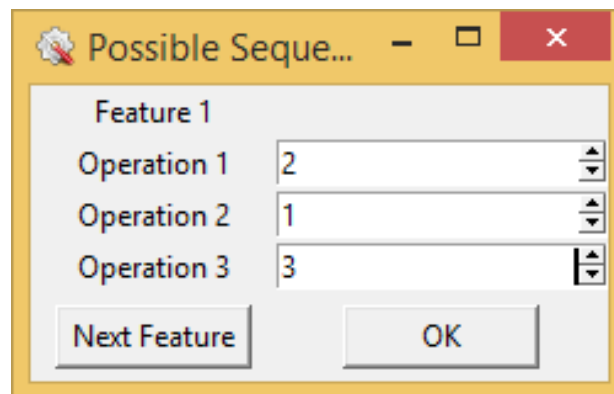 Possible Seque...
Feature 1
Operation 1 2
Operation 2 1
Operation 3 3
Next Feature OK